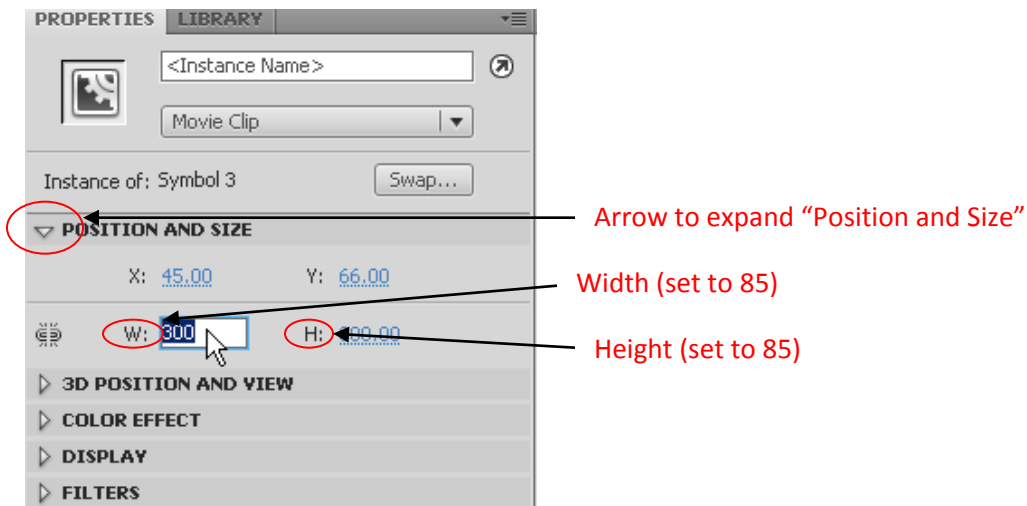 PROPERTIES LIBRARY
<Instance Name>
Movie Clip
Instance of: Symbol 3 Swap...
Arrow to expand “Position and Size”
POSITION AND SIZE
X: 45.00 Y: 66.00
Width (set to 85)
W: 300 H: 300.00
Height (set to 85)
3D POSITION AND VIEW
COLOR EFFECT
DISPLAY
FILTERS